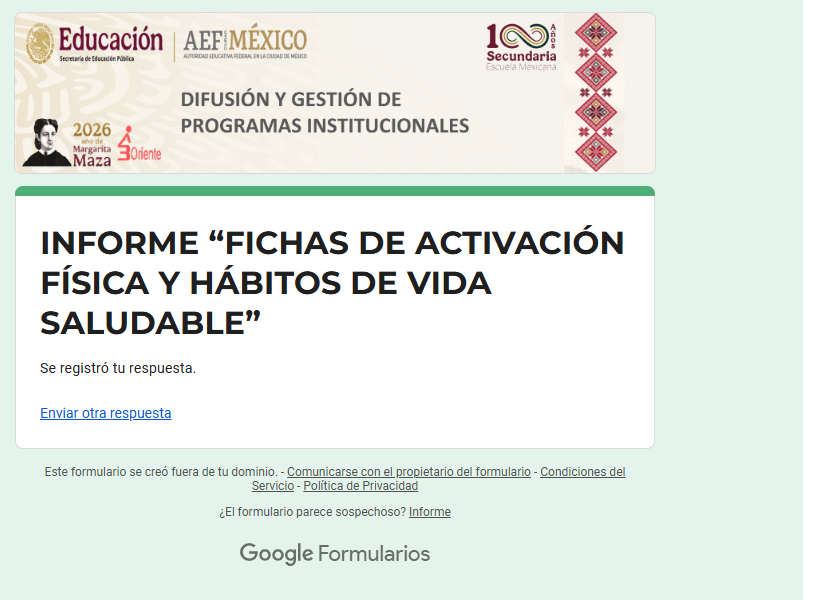 Educación
Secretaría de Educación Pública
AEF MÉXICO
AUTORIDAD EDUCATIVA FEDERAL EN LA CIUDAD DE MÉXICO
100 Años
Secundaria
Escuela Mexicana
DIFUSIÓN Y GESTIÓN DE
PROGRAMAS INSTITUCIONALES
2026
año de
Margarita
Maza
Oriente
INFORME “FICHAS DE ACTIVACIÓN
FÍSICA Y HÁBITOS DE VIDA
SALUDABLE”
Se registró tu respuesta.
Enviar otra respuesta
Este formulario se creó fuera de tu dominio. - Comunicarse con el propietario del formulario - Condiciones del
Servicio - Política de Privacidad
¿El formulario parece sospechoso? Informe
Google Formularios